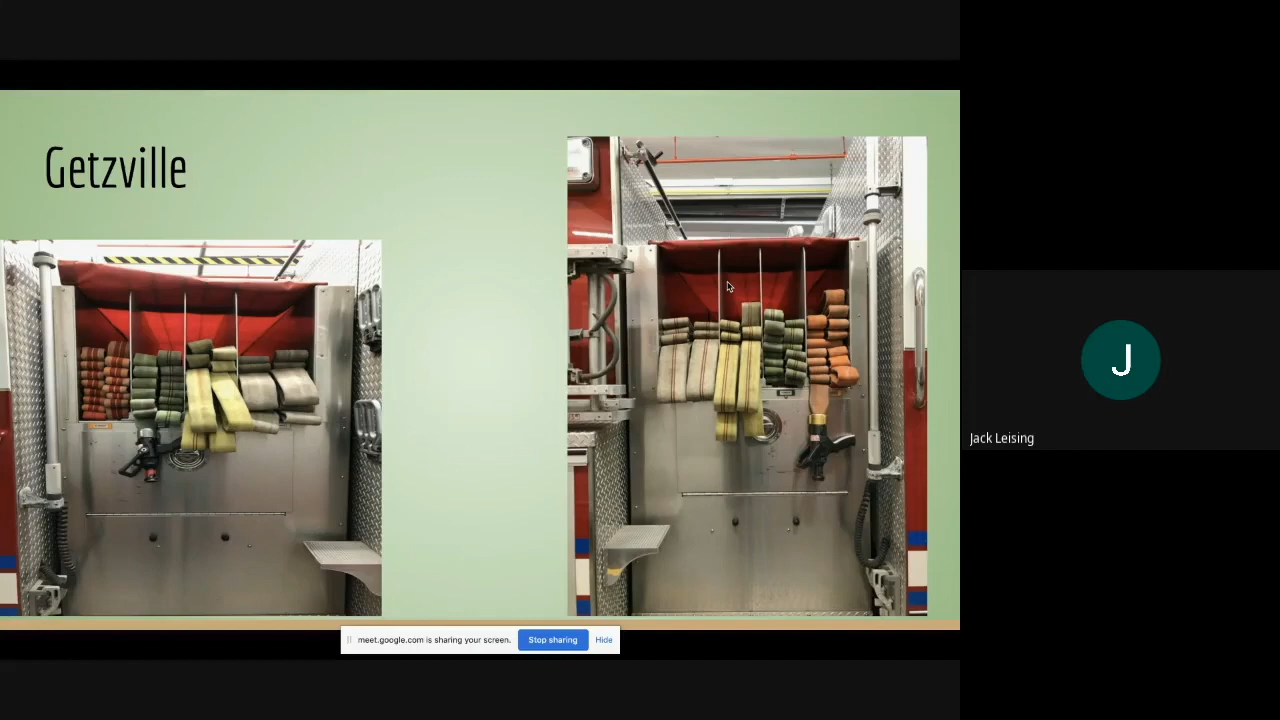 Getzville
J
Jack Leising
meet.google.com is sharing your screen.
Stop sharing
Hide